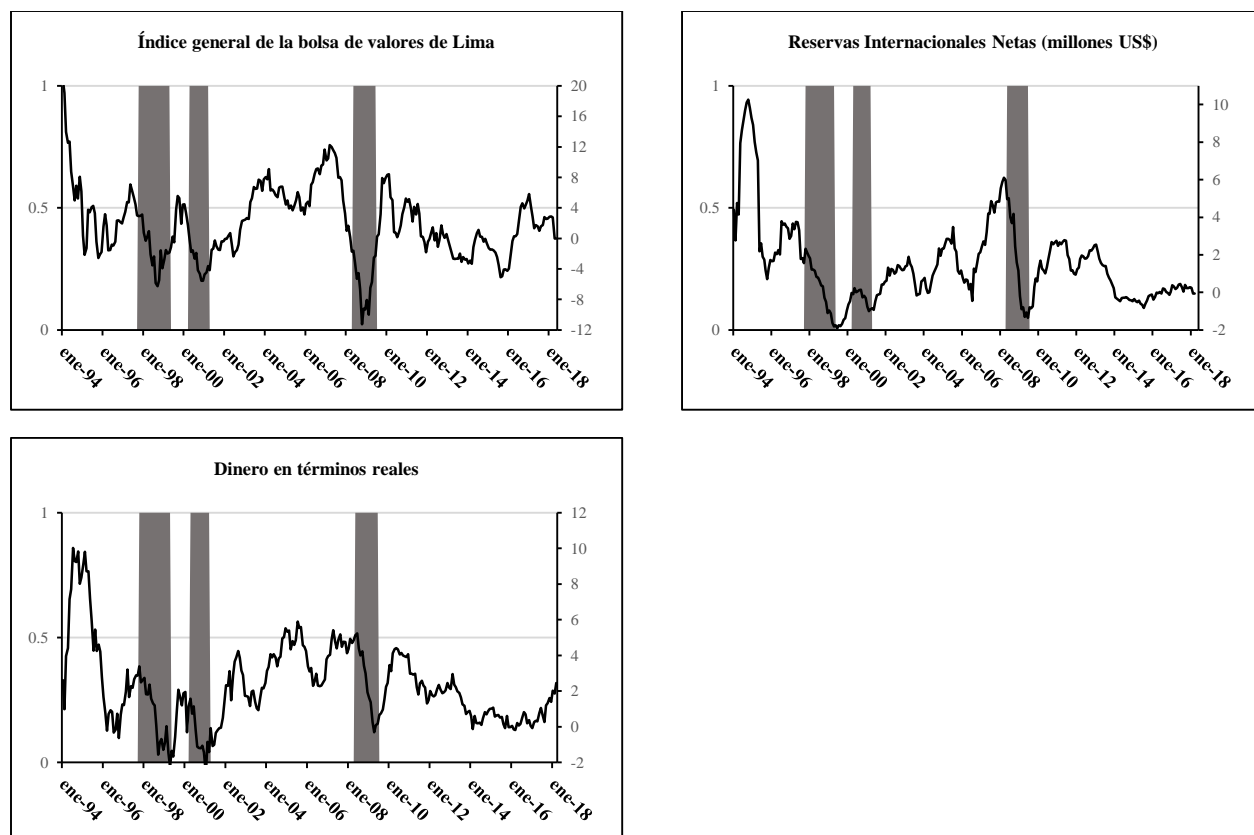 Índice general de la bolsa de valores de Lima
1
0.5
0
20
16
12
8
4
0
-4
-8
-12
ene-94
ene-96
ene-98
ene-00
ene-02
ene-04
ene-06
ene-08
ene-10
ene-12
ene-14
ene-16
ene-18
Reservas Internacionales Netas (millones US$)
1
0.5
0
10
8
6
4
2
0
-2
ene-94
ene-96
ene-98
ene-00
ene-02
ene-04
ene-06
ene-08
ene-10
ene-12
ene-14
ene-16
ene-18
Dinero en términos reales
1
0.5
0
12
10
8
6
4
2
0
-2
ene-94
ene-96
ene-98
ene-00
ene-02
ene-04
ene-06
ene-08
ene-10
ene-12
ene-14
ene-16
ene-18